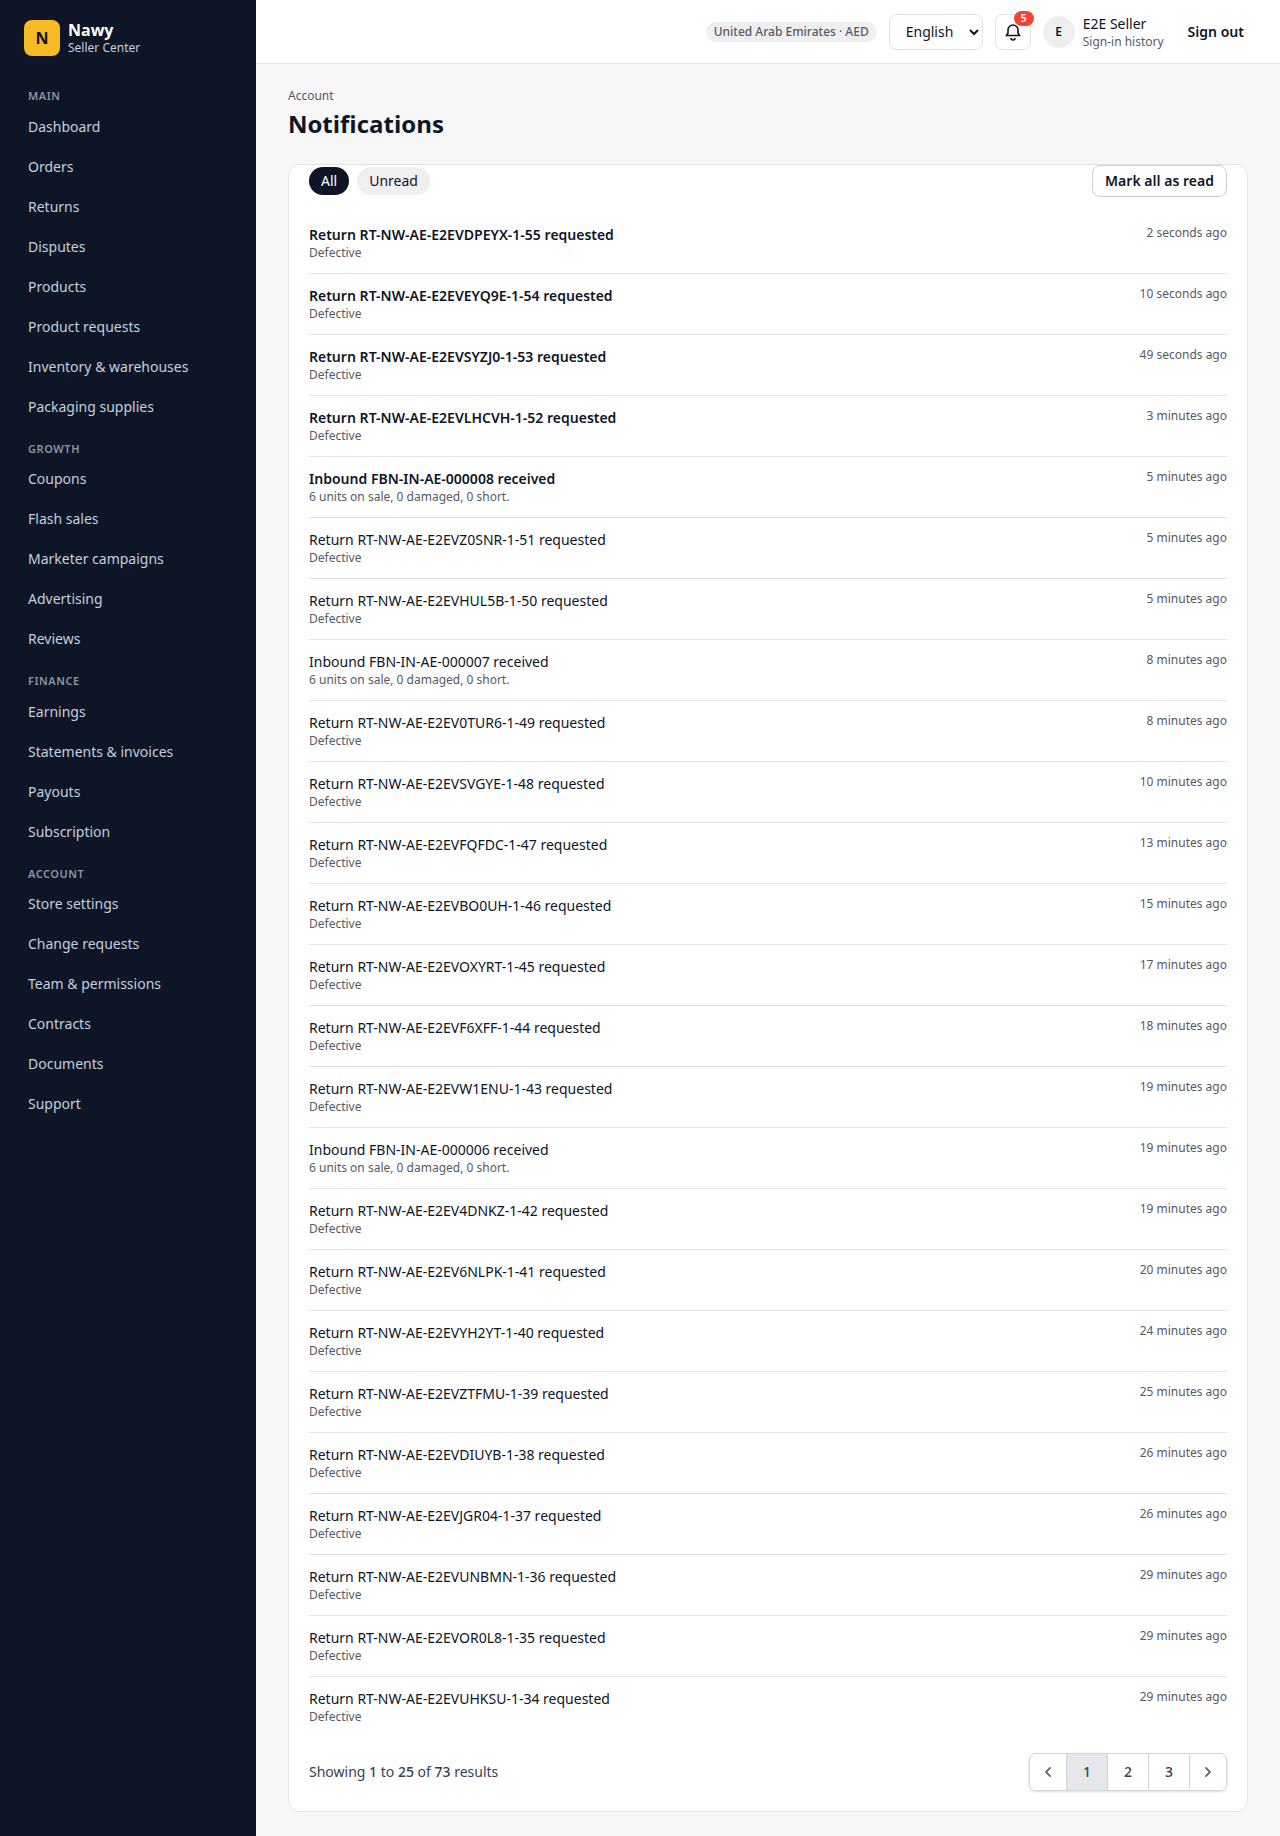 N
Nawy
Seller Center
MAIN
Dashboard
Orders
Returns
Disputes
Products
Product requests
Inventory & warehouses
Packaging supplies
GROWTH
Coupons
Flash sales
Marketer campaigns
Advertising
Reviews
FINANCE
Earnings
Statements & invoices
Payouts
Subscription
ACCOUNT
Store settings
Change requests
Team & permissions
Contracts
Documents
Support
United Arab Emirates · AED
English
5
E
E2E Seller
Sign-in history
Sign out
Account
Notifications
All
Unread
Mark all as read
Return RT-NW-AE-E2EVDPEYX-1-55 requested
2 seconds ago
Defective
Return RT-NW-AE-E2EVEYQ9E-1-54 requested
10 seconds ago
Defective
Return RT-NW-AE-E2EVSYZJ0-1-53 requested
49 seconds ago
Defective
Return RT-NW-AE-E2EVLHCVH-1-52 requested
3 minutes ago
Defective
Inbound FBN-IN-AE-000008 received
5 minutes ago
6 units on sale, 0 damaged, 0 short.
Return RT-NW-AE-E2EVZ0SNR-1-51 requested
5 minutes ago
Defective
Return RT-NW-AE-E2EVHUL5B-1-50 requested
5 minutes ago
Defective
Inbound FBN-IN-AE-000007 received
8 minutes ago
6 units on sale, 0 damaged, 0 short.
Return RT-NW-AE-E2EV0TUR6-1-49 requested
8 minutes ago
Defective
Return RT-NW-AE-E2EVSVGYE-1-48 requested
10 minutes ago
Defective
Return RT-NW-AE-E2EVFQFDC-1-47 requested
13 minutes ago
Defective
Return RT-NW-AE-E2EVBO0UH-1-46 requested
15 minutes ago
Defective
Return RT-NW-AE-E2EVOXYRT-1-45 requested
17 minutes ago
Defective
Return RT-NW-AE-E2EVF6XFF-1-44 requested
18 minutes ago
Defective
Return RT-NW-AE-E2EVW1ENU-1-43 requested
19 minutes ago
Defective
Inbound FBN-IN-AE-000006 received
19 minutes ago
6 units on sale, 0 damaged, 0 short.
Return RT-NW-AE-E2EV4DNKZ-1-42 requested
19 minutes ago
Defective
Return RT-NW-AE-E2EV6NLPK-1-41 requested
20 minutes ago
Defective
Return RT-NW-AE-E2EVYH2YT-1-40 requested
24 minutes ago
Defective
Return RT-NW-AE-E2EVZTFMU-1-39 requested
25 minutes ago
Defective
Return RT-NW-AE-E2EVDIUYB-1-38 requested
26 minutes ago
Defective
Return RT-NW-AE-E2EVJGR04-1-37 requested
26 minutes ago
Defective
Return RT-NW-AE-E2EVUNBMN-1-36 requested
29 minutes ago
Defective
Return RT-NW-AE-E2EVOR0L8-1-35 requested
29 minutes ago
Defective
Return RT-NW-AE-E2EVUHKSU-1-34 requested
29 minutes ago
Defective
Showing 1 to 25 of 73 results
1 2 3